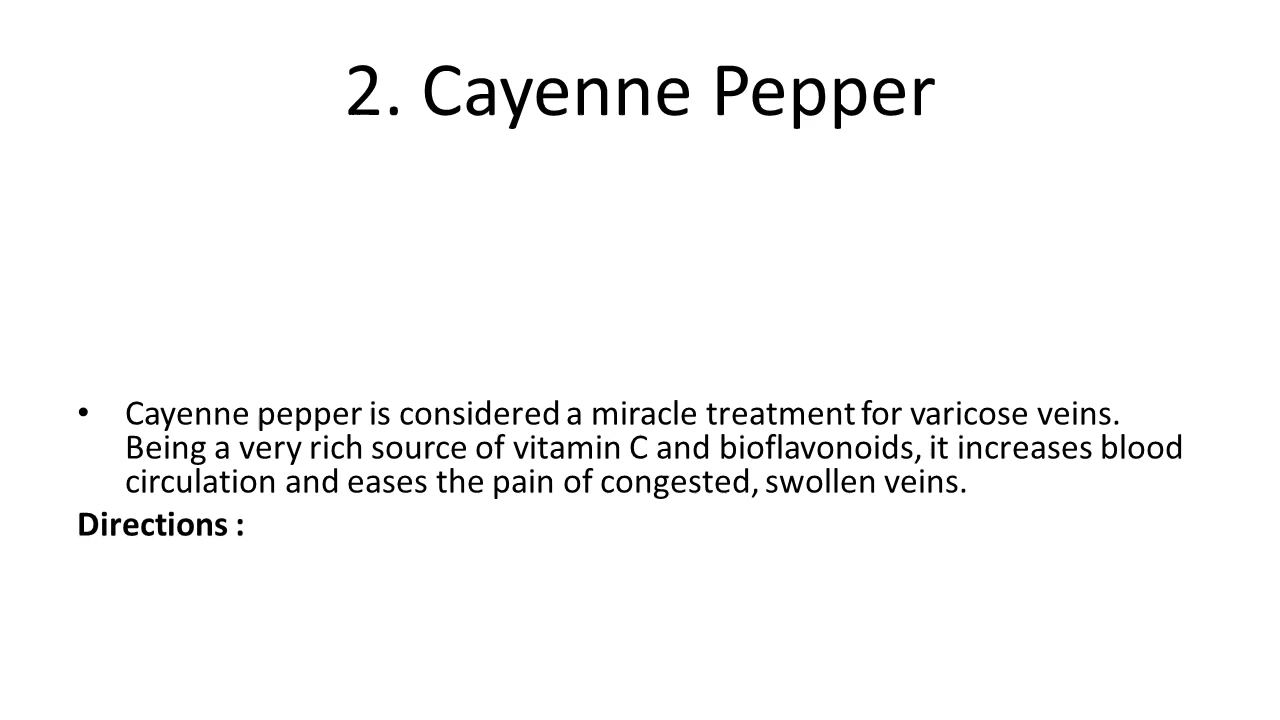 2. Cayenne Pepper
• Cayenne pepper is considered a miracle treatment for varicose veins.
Being a very rich source of vitamin C and bioflavonoids, it increases blood
circulation and eases the pain of congested, swollen veins.
Directions :